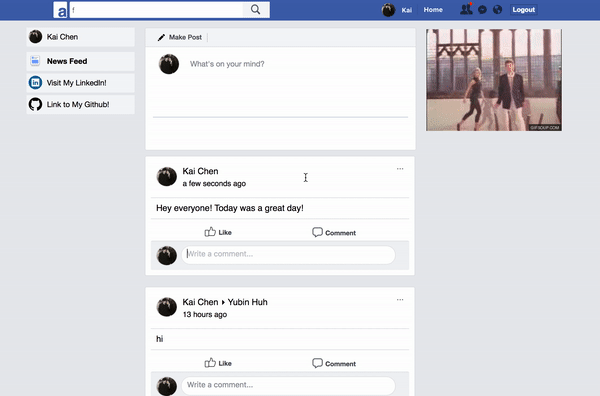 a
f
Kai
Home
Logout
Kai Chen
News Feed
Visit My LinkedIn!
Link to My Github!
Make Post
What's on your mind?
Kai Chen
a few seconds ago
...
Hey everyone! Today was a great day!
Like
Comment
Write a comment...
Kai Chen Yubin Huh
13 hours ago
...
hi
Like
Comment
Write a comment...
GIFSOUP.COM